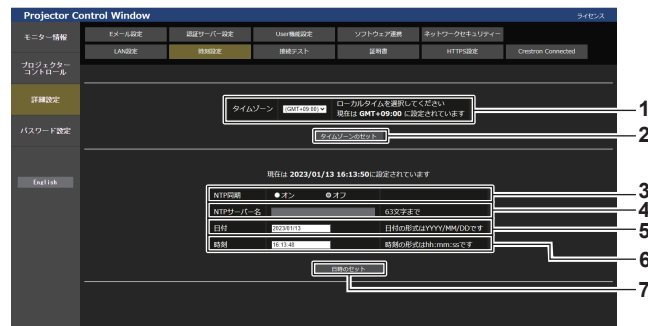 Projector Control Window
ライセンス
モニター情報
Eメール設定 認証サーバー設定 User機能設定 ソフトウェア連携 ネットワークセキュリティー
LAN設定 時刻設定 接続テスト 証明書 HTTPS設定 Crestron Connected
プロジェクター
コントロール
詳細設定
パスワード設定
English
タイムゾーン (GMT+09:00) ローカルタイムを選択してください
現在は GMT+09:00 に設定されています
1
タイムゾーンのセット
2
現在は 2023/01/13 16:13:50に設定されています
NTP同期 オン オフ
3
NTPサーバー名 63文字まで
4
日付 2023/01/13 日付の形式はYYYY/MM/DDです
5
時刻 16:13:48 時刻の形式はhh:mm:ssです
6
日時のセット
7